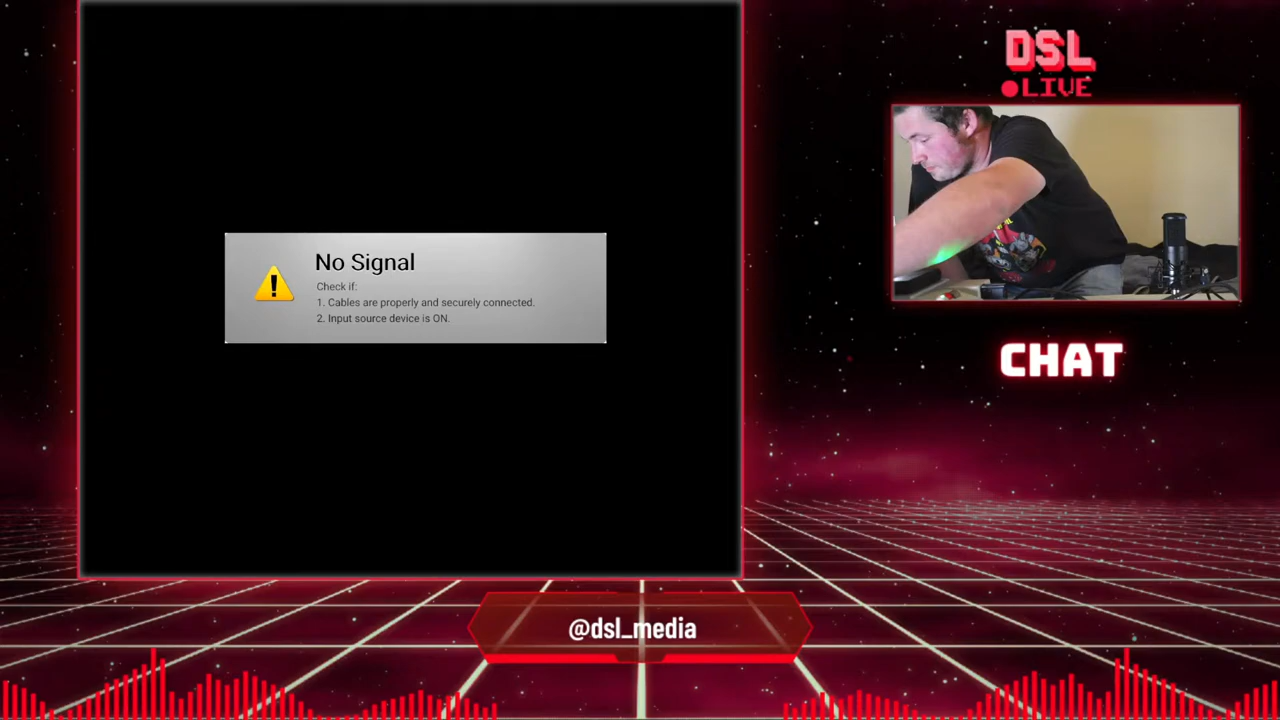 DSL
LIVE
No Signal
Check if:
1. Cables are properly and securely connected.
2. Input source device is ON.
CHAT
@dsl_media